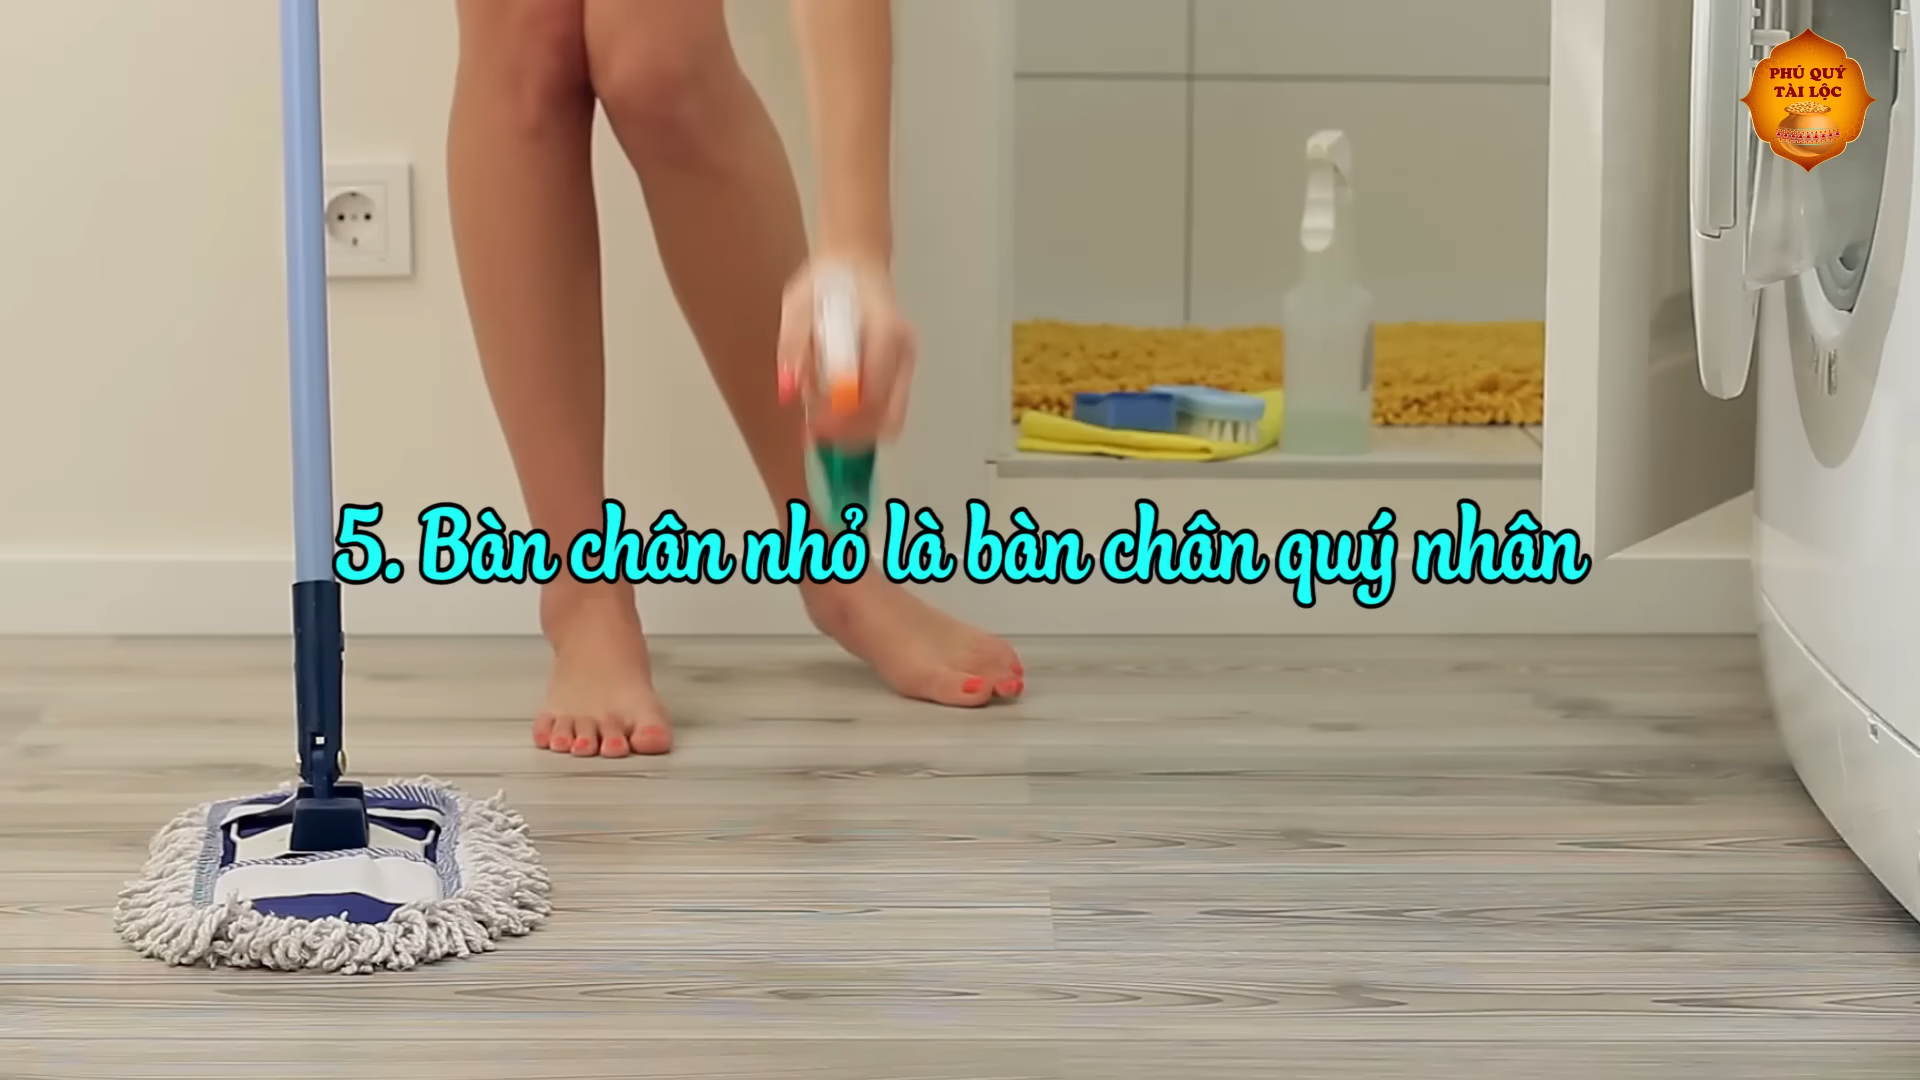 PHÚ QUÝ
TÀI LỘC
5. Bàn chân nhỏ là bàn chân quý nhân